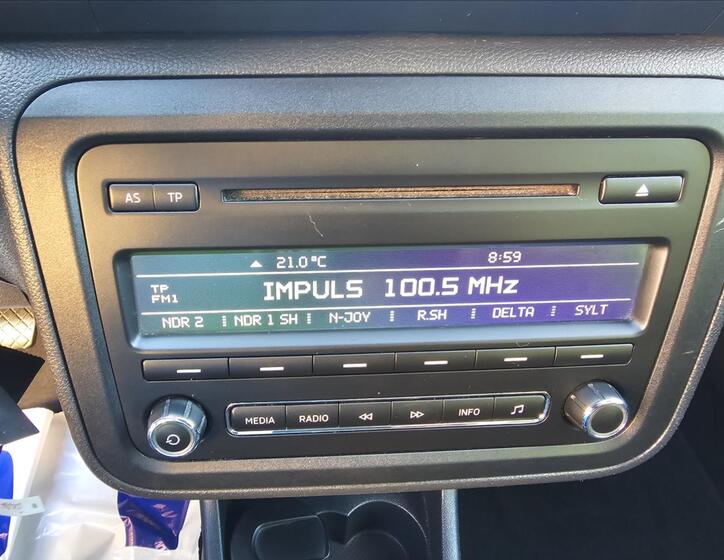 AS TP
21.0°C 8:59
TP
FM1
IMPULS 100.5 MHz
NDR 2 NDR 1 SH N-JOY R.SH DELTA SYLT
MEDIA RADIO INFO